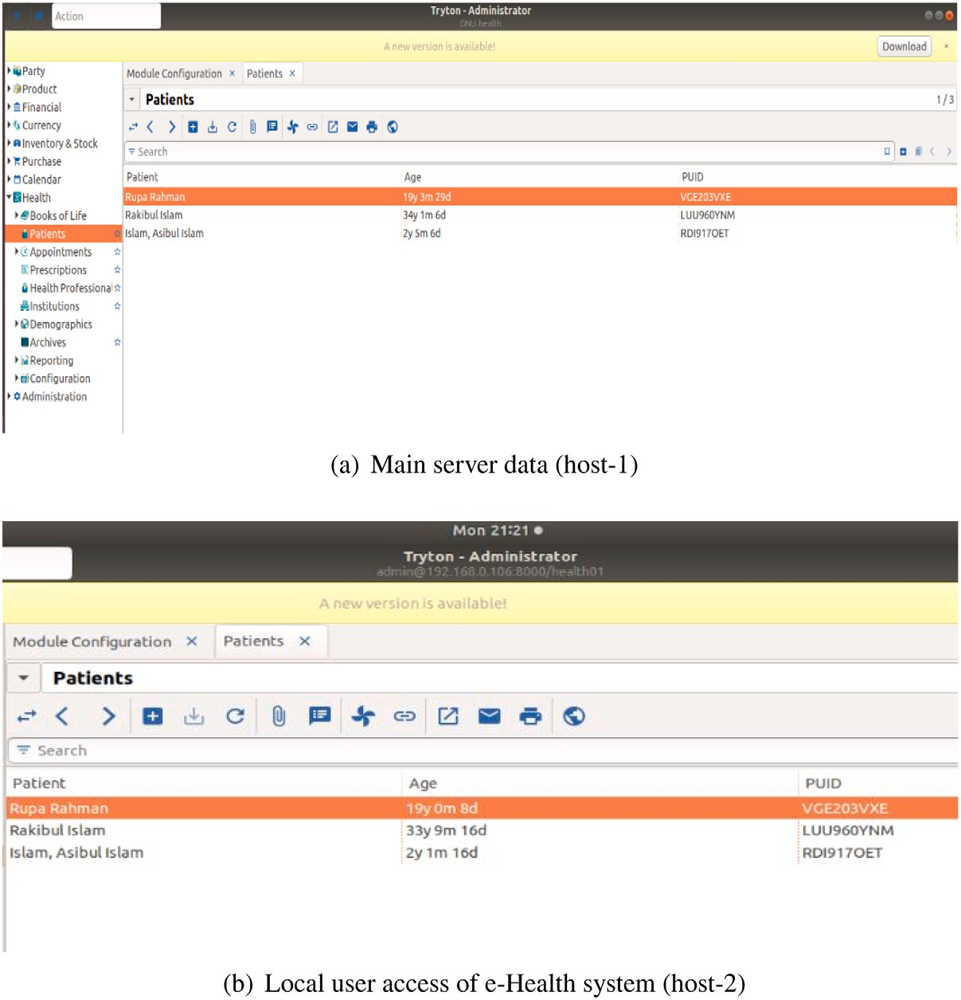 Action
Tryton - Administrator
GNU health
A new version is available!
Download ×
Party
Product
Financial
Currency
Inventory & Stock
Purchase
Calendar
Health
Books of Life
Patients
Appointments
Prescriptions
Health Professional
Institutions
Demographics
Archives
Reporting
Configuration
Administration
Module Configuration × Patients ×
Patients 1 / 3
Search
Patient Age PUID
Rupa Rahman 19y 3m 29d VGE203VXE
Rakibul Islam 34y 1m 6d LUU960YNM
Islam, Asibul Islam 2y 5m 6d RDI917OET
(a) Main server data (host-1)
Mon 21:21
Tryton - Administrator
admin@192.168.0.106:8000/health01
A new version is available!
Module Configuration × Patients ×
Patients
Search
Patient Age PUID
Rupa Rahman 19y 0m 8d VGE203VXE
Rakibul Islam 33y 9m 16d LUU960YNM
Islam, Asibul Islam 2y 1m 16d RDI917OET
(b) Local user access of e-Health system (host-2)